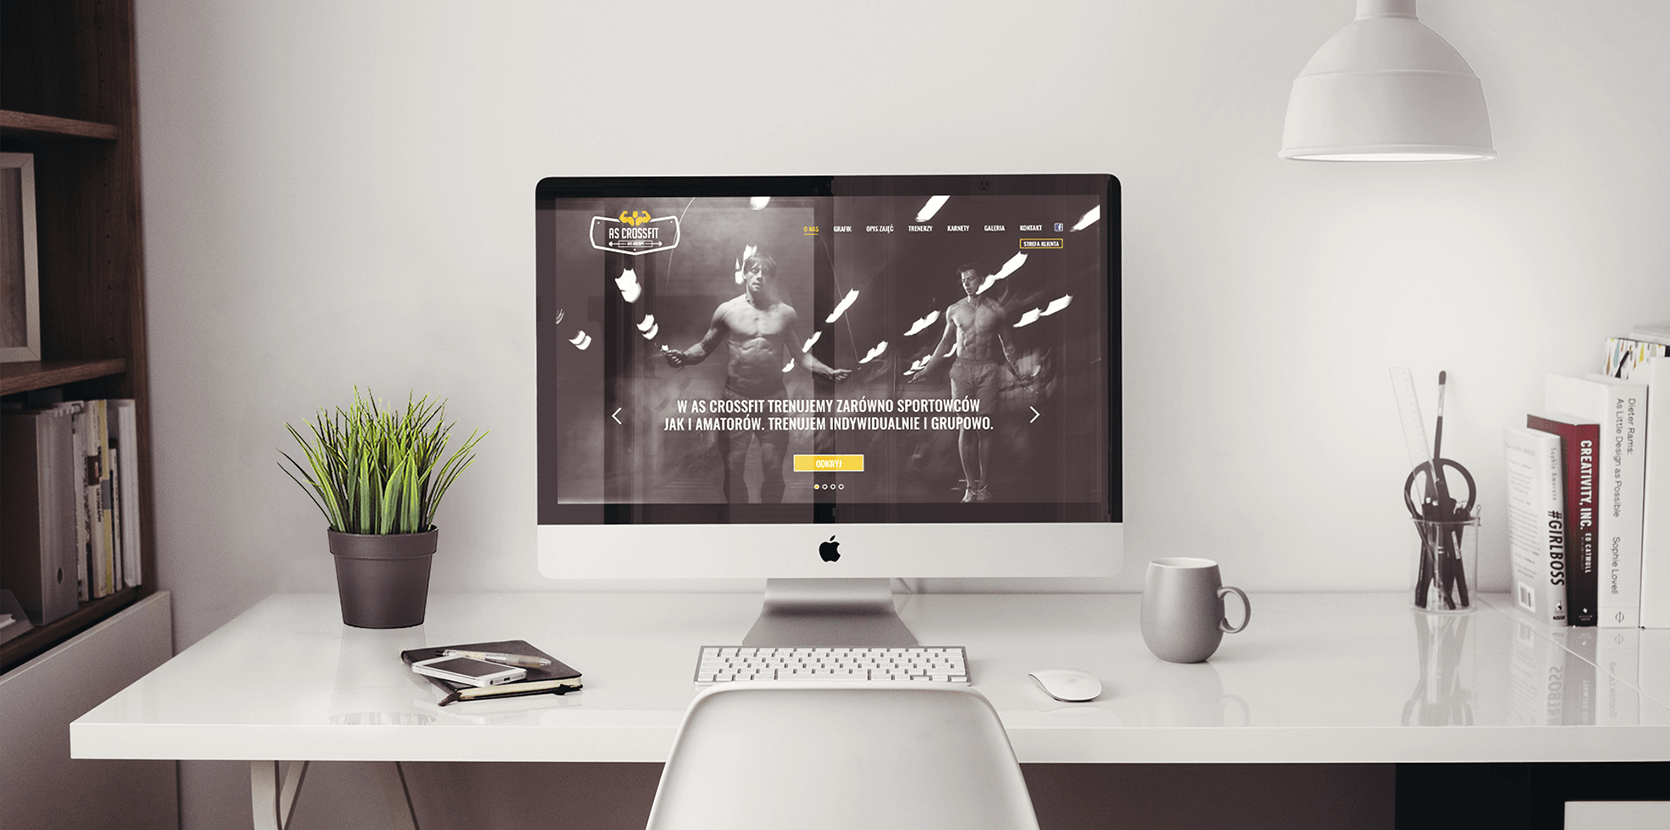 AS CROSSFIT
O NAS GRAFIK OPIS ZAJĘĆ TRENERZY KARNETY GALERIA KONTAKT
STREFA KLIENTA
W AS CROSSFIT TRENUJEMY ZARÓWNO SPORTOWCÓW
JAK I AMATORÓW. TRENUJEM INDYWIDUALNIE I GRUPOWO.
ODKRYJ
#GIRLBOSS
CREATIVITY, INC. ED CATMULL
Dieter Rams: Sophie Lovell
As Little Design as Possible